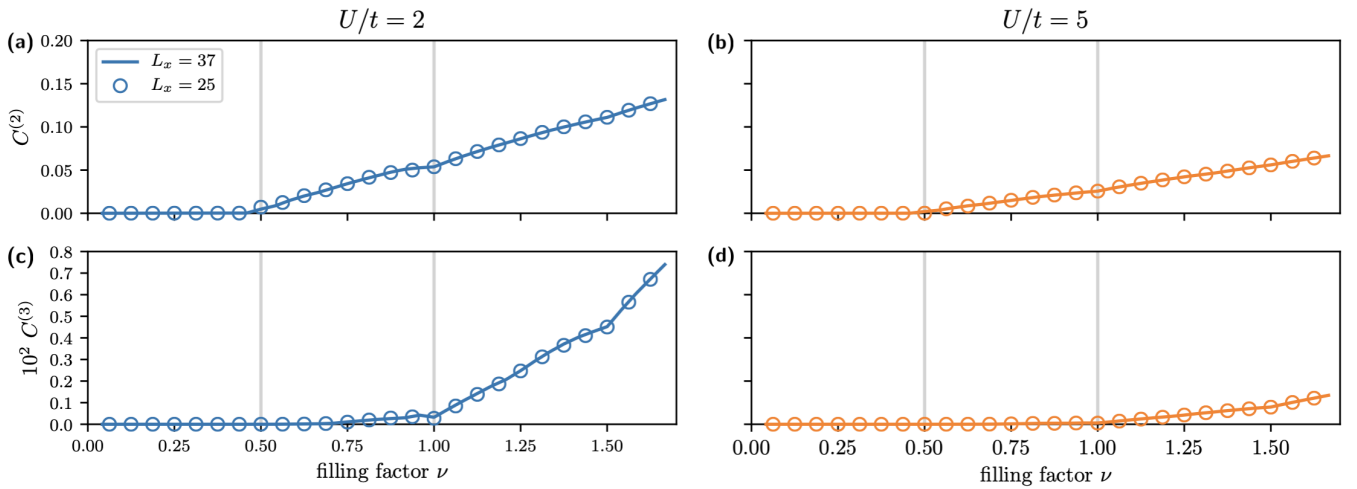 U/t = 2
U/t = 5
(a)
(b)
0.20
0.15
0.10
0.05
0.00
C^{(2)}
L_x = 37
L_x = 25
(c)
(d)
0.8
0.7
0.6
0.5
0.4
0.3
0.2
0.1
0.0
10^2 C^{(3)}
0.00 0.25 0.50 0.75 1.00 1.25 1.50
0.00 0.25 0.50 0.75 1.00 1.25 1.50
filling factor ν
filling factor ν